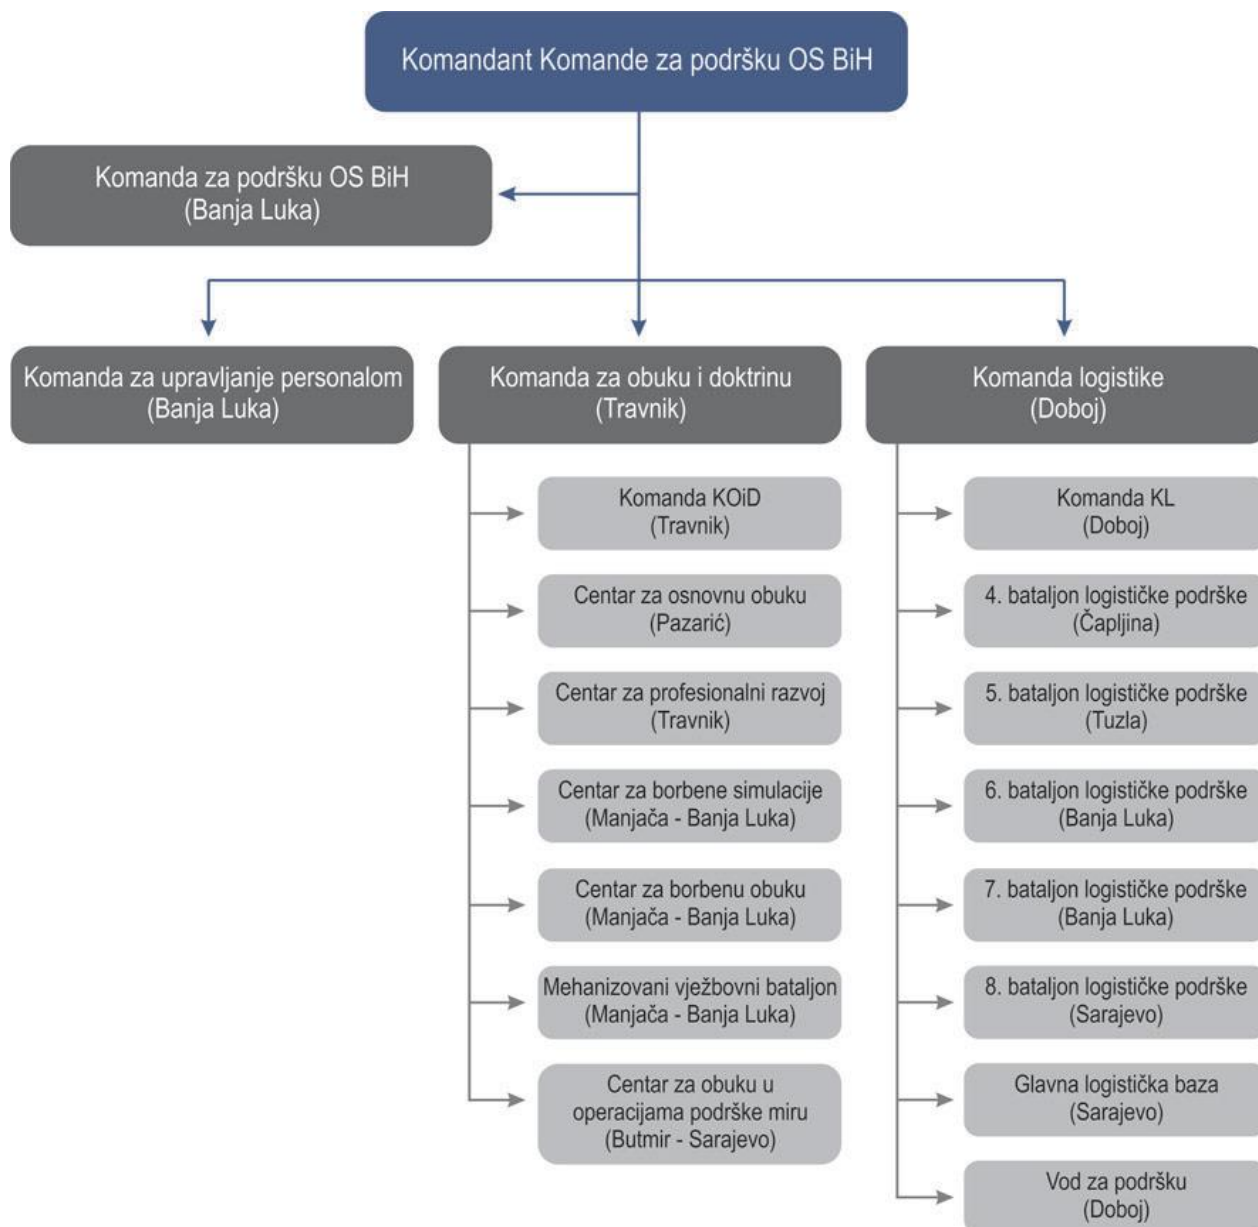 Komandant Komande za podršku OS BiH
Komanda za podršku OS BiH
(Banja Luka)
Komanda za upravljanje personalom
(Banja Luka)
Komanda za obuku i doktrinu
(Travnik)
Komanda KOiD
(Travnik)
Centar za osnovnu obuku
(Pazarić)
Centar za profesionalni razvoj
(Travnik)
Centar za borbene simulacije
(Manjača - Banja Luka)
Centar za borbenu obuku
(Manjača - Banja Luka)
Mehanizovani vježbovni bataljon
(Manjača - Banja Luka)
Centar za obuku u
operacijama podrške miru
(Butmir - Sarajevo)
Komanda logistike
(Doboj)
Komanda KL
(Doboj)
4. bataljon logističke podrške
(Čapljina)
5. bataljon logističke podrške
(Tuzla)
6. bataljon logističke podrške
(Banja Luka)
7. bataljon logističke podrške
(Banja Luka)
8. bataljon logističke podrške
(Sarajevo)
Glavna logistička baza
(Sarajevo)
Vod za podršku
(Doboj)